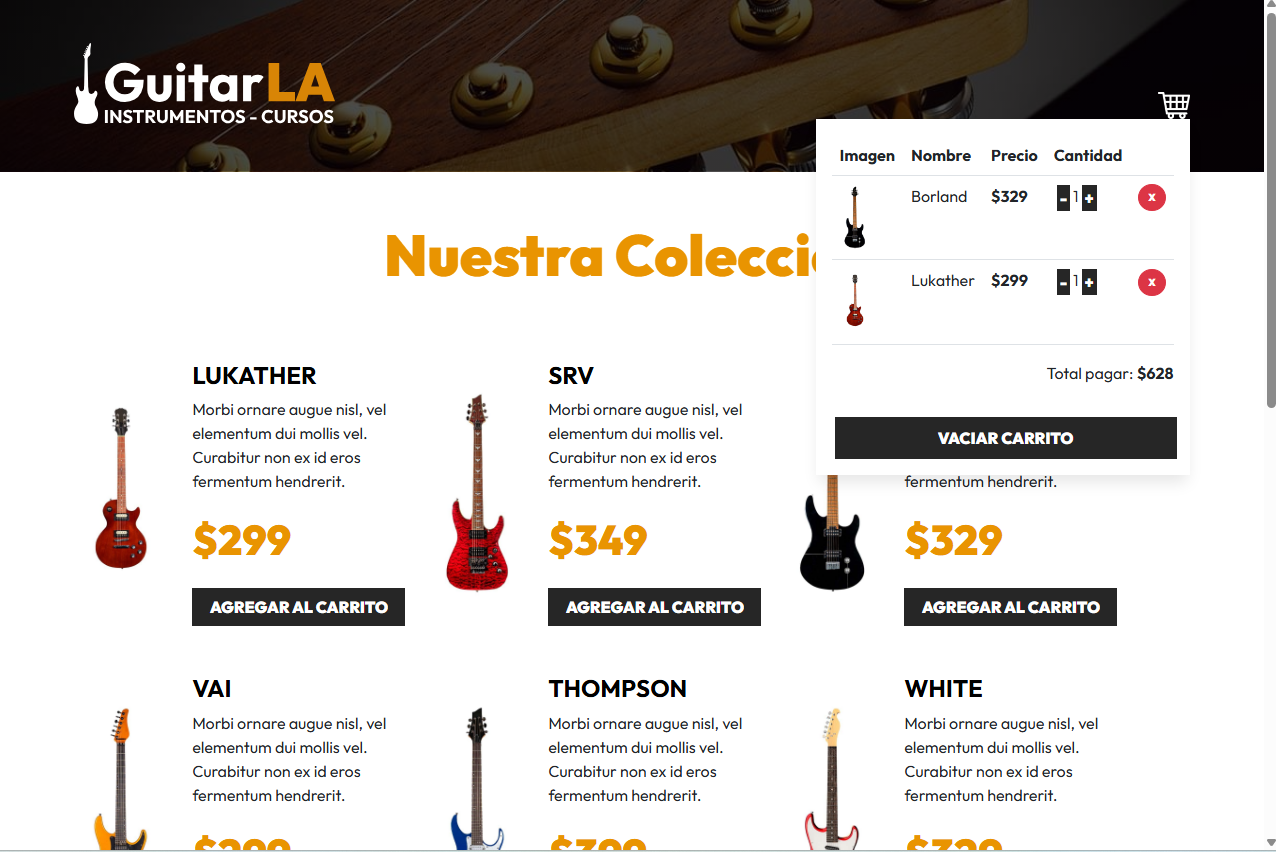 GuitarLA
INSTRUMENTOS - CURSOS
Imagen Nombre Precio Cantidad
Borland $329 - 1 + x
Lukather $299 - 1 + x
Total pagar: $628
VACIAR CARRITO
Nuestra
LUKATHER
Morbi ornare augue nisl, vel
elementum dui mollis vel.
Curabitur non ex id eros
fermentum hendrerit.
$299
AGREGAR AL CARRITO
SRV
Morbi ornare augue nisl, vel
elementum dui mollis vel.
Curabitur non ex id eros
fermentum hendrerit.
$349
AGREGAR AL CARRITO
fermentum hendrerit.
$329
AGREGAR AL CARRITO
VAI
Morbi ornare augue nisl, vel
elementum dui mollis vel.
Curabitur non ex id eros
fermentum hendrerit.
THOMPSON
Morbi ornare augue nisl, vel
elementum dui mollis vel.
Curabitur non ex id eros
fermentum hendrerit.
WHITE
Morbi ornare augue nisl, vel
elementum dui mollis vel.
Curabitur non ex id eros
fermentum hendrerit.